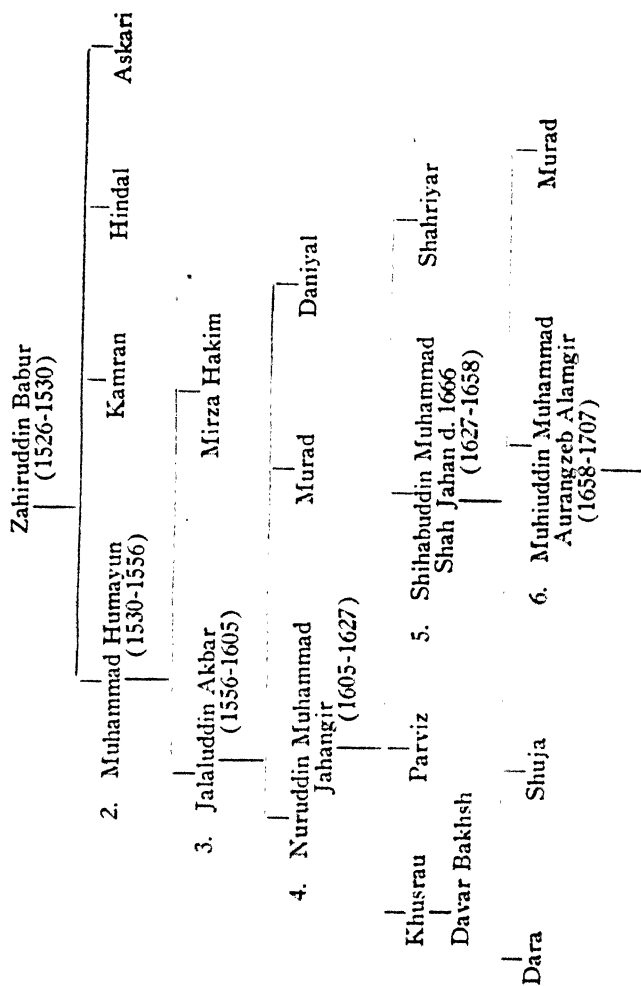 Zahiruddin Babur
(1526-1530)
2. Muhammad Humayun
(1530-1556)
Kamran
Hindal
Askari
3. Jalaluddin Akbar
(1556-1605)
Mirza Hakim
4. Nuruddin Muhammad
Jahangir
(1605-1627)
Murad
Daniyal
Khusrau
Parviz
5. Shihabuddin Muhammad
Shah Jahan d. 1666
(1627-1658)
Shahriyar
Davar Bakhsh
Dara
Shuja
6. Muhiuddin Muhammad
Aurangzeb Alamgir
(1658-1707)
Murad